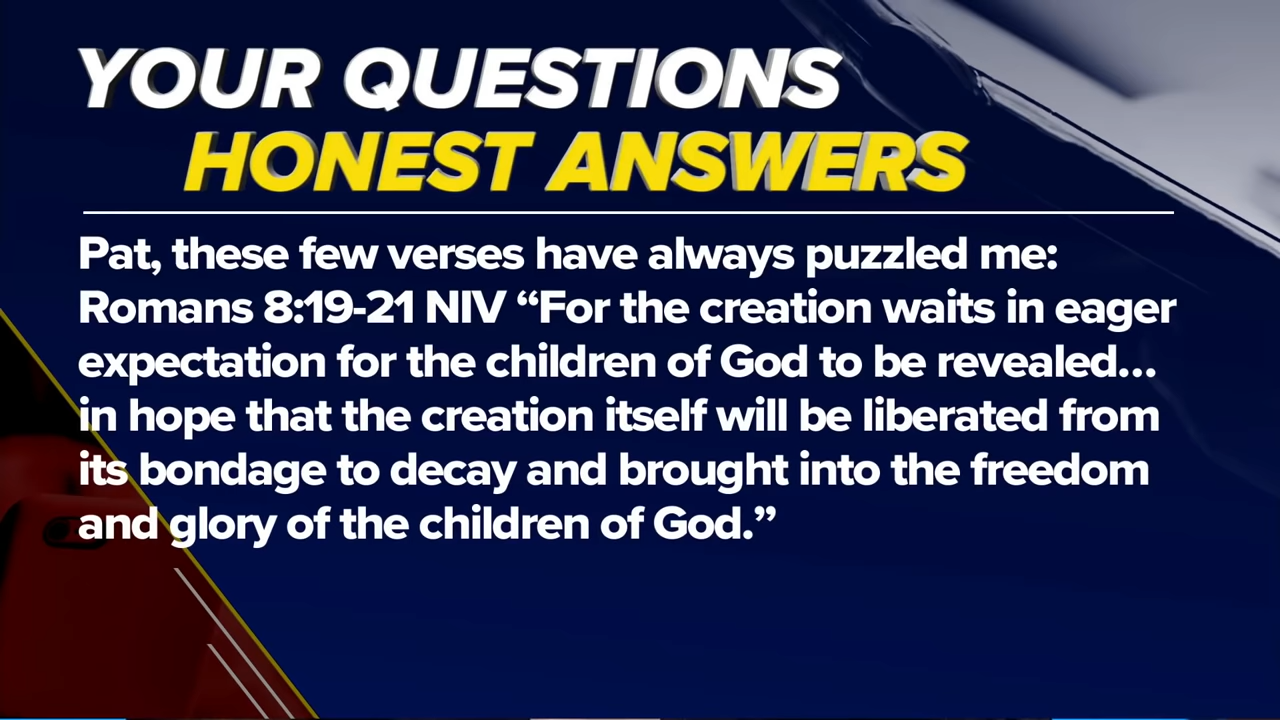 YOUR QUESTIONS
HONEST ANSWERS
Pat, these few verses have always puzzled me:
Romans 8:19-21 NIV “For the creation waits in eager
expectation for the children of God to be revealed...
in hope that the creation itself will be liberated from
its bondage to decay and brought into the freedom
and glory of the children of God.”